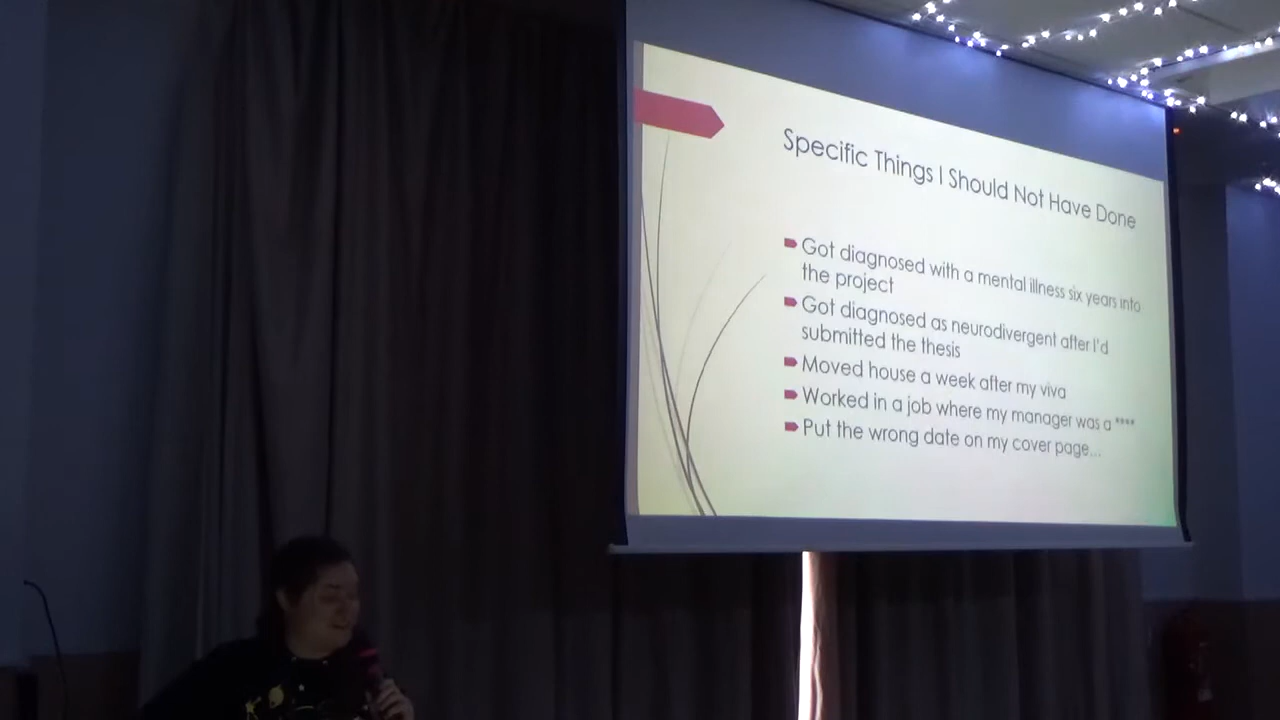 Specific Things I Should Not Have Done
Got diagnosed with a mental illness six years into
the project
Got diagnosed as neurodivergent after I'd
submitted the thesis
Moved house a week after my viva
Worked in a job where my manager was a ****
Put the wrong date on my cover page...